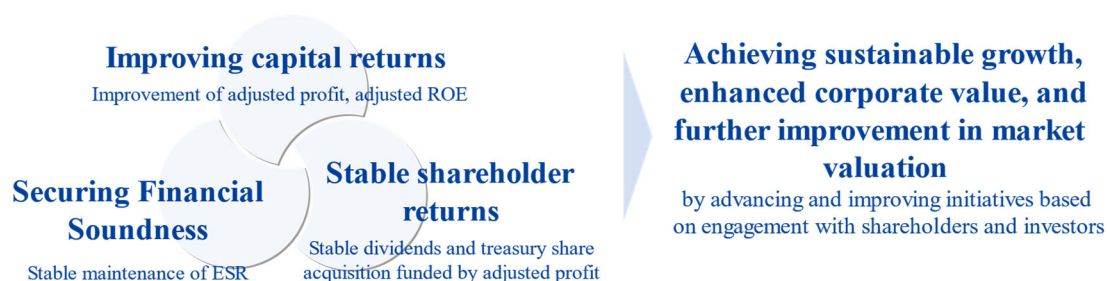 Improving capital returns
Improvement of adjusted profit, adjusted ROE
Securing Financial
Soundness
Stable maintenance of ESR
Stable shareholder
returns
Stable dividends and treasury share
acquisition funded by adjusted profit
Achieving sustainable growth,
enhanced corporate value, and
further improvement in market
valuation
by advancing and improving initiatives based
on engagement with shareholders and investors